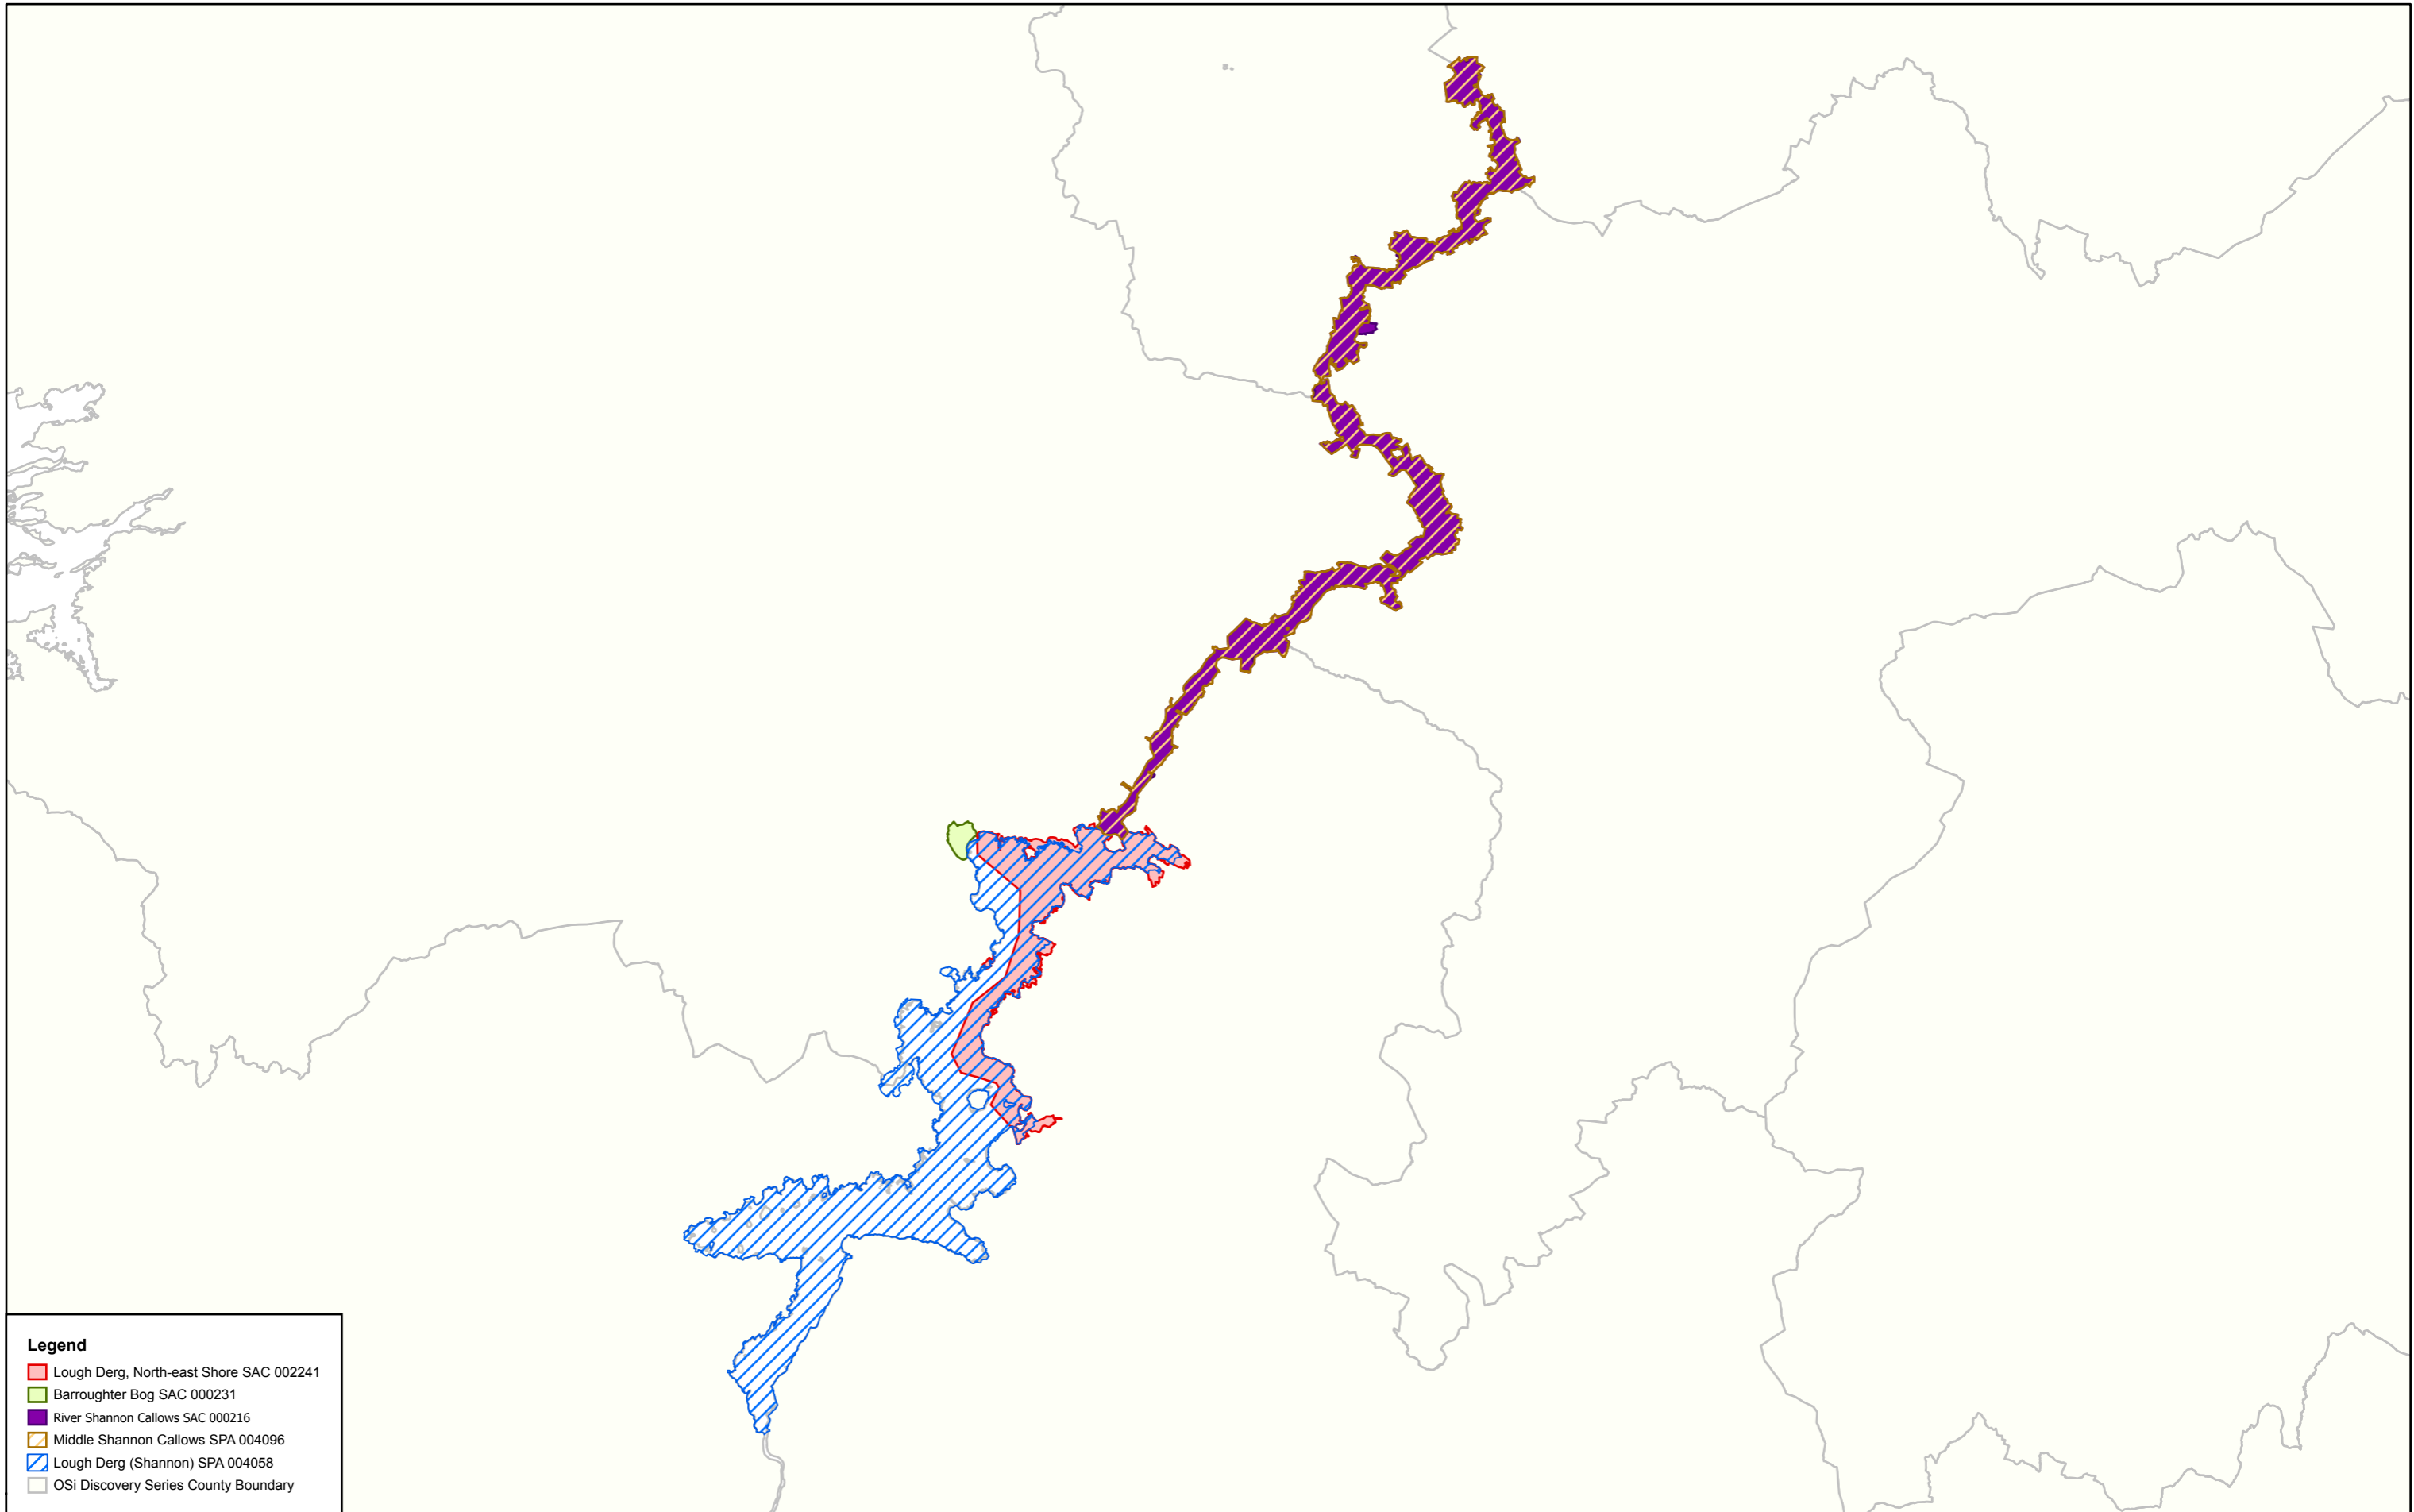 Legend
Lough Derg, North-east Shore SAC 002241
Barroughter Bog SAC 000231
River Shannon Callows SAC 000216
Middle Shannon Callows SPA 004096
Lough Derg (Shannon) SPA 004058
OSi Discovery Series County Boundary